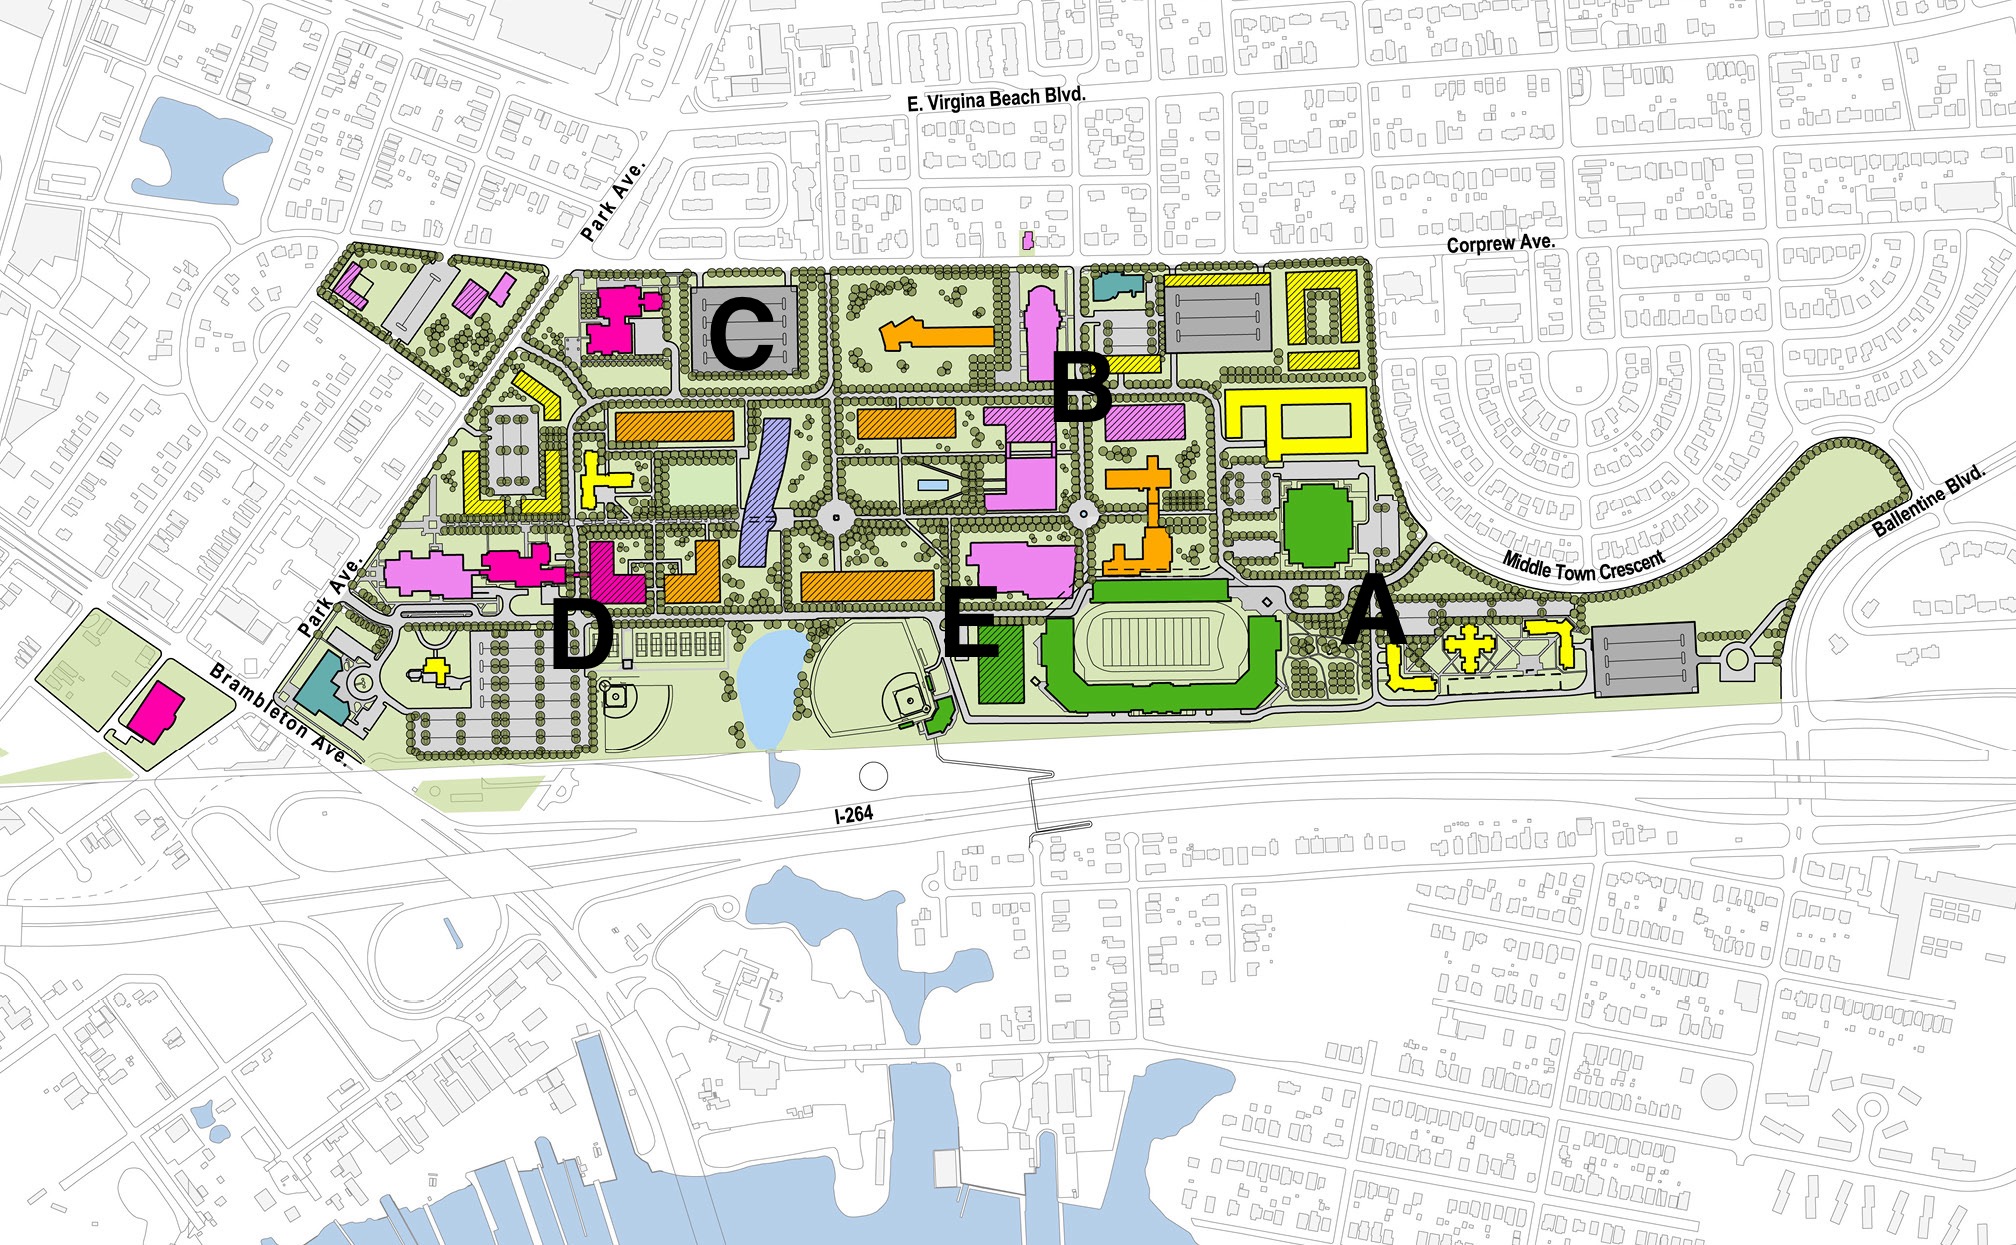 E. Virgina Beach Blvd.
Park Ave.
Corprew Ave.
C
B
Ballentine Blvd.
Middle Town Crescent
Park Ave.
D
E
A
Brambleton Ave.
I-264